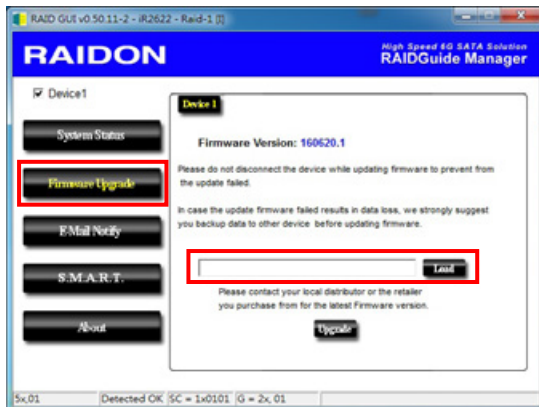 RAID GUI v0.50.11-2 - iR2622 - Raid-1 [I]
RAIDON
High Speed 6G SATA Solution
RAIDGuide Manager
Device1
System Status
Firmware Upgrade
E-Mail Notify
S.M.A.R.T.
About
Device 1
Firmware Version: 160620.1
Please do not disconnect the device while updating firmware to prevent from
the update failed.
In case the update firmware failed results in data loss, we strongly suggest
you backup data to other device before updating firmware.
Load
Please contact your local distributor or the retailer
you purchase from for the latest Firmware version.
Upgrade
5x,01
Detected OK
SC = 1x0101
G = 2x, 01